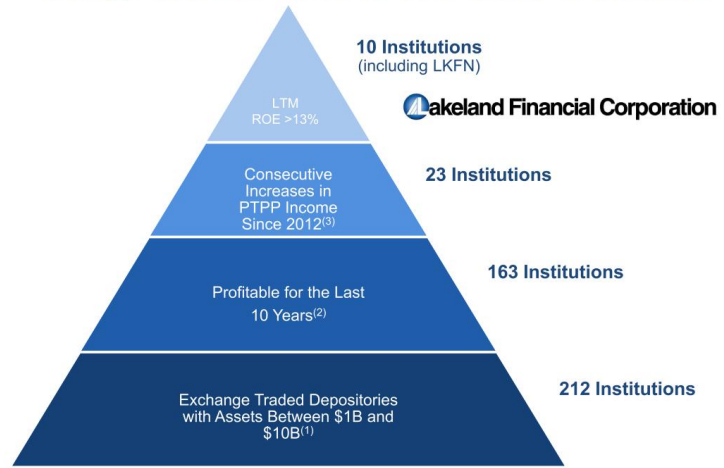 10 Institutions
(including LKFN)
LTM
ROE >13%
Lakeland Financial Corporation
Consecutive
Increases in
PTPP Income
Since 2012(3)
23 Institutions
163 Institutions
Profitable for the Last
10 Years(2)
212 Institutions
Exchange Traded Depositories
with Assets Between $1B and
$10B(1)